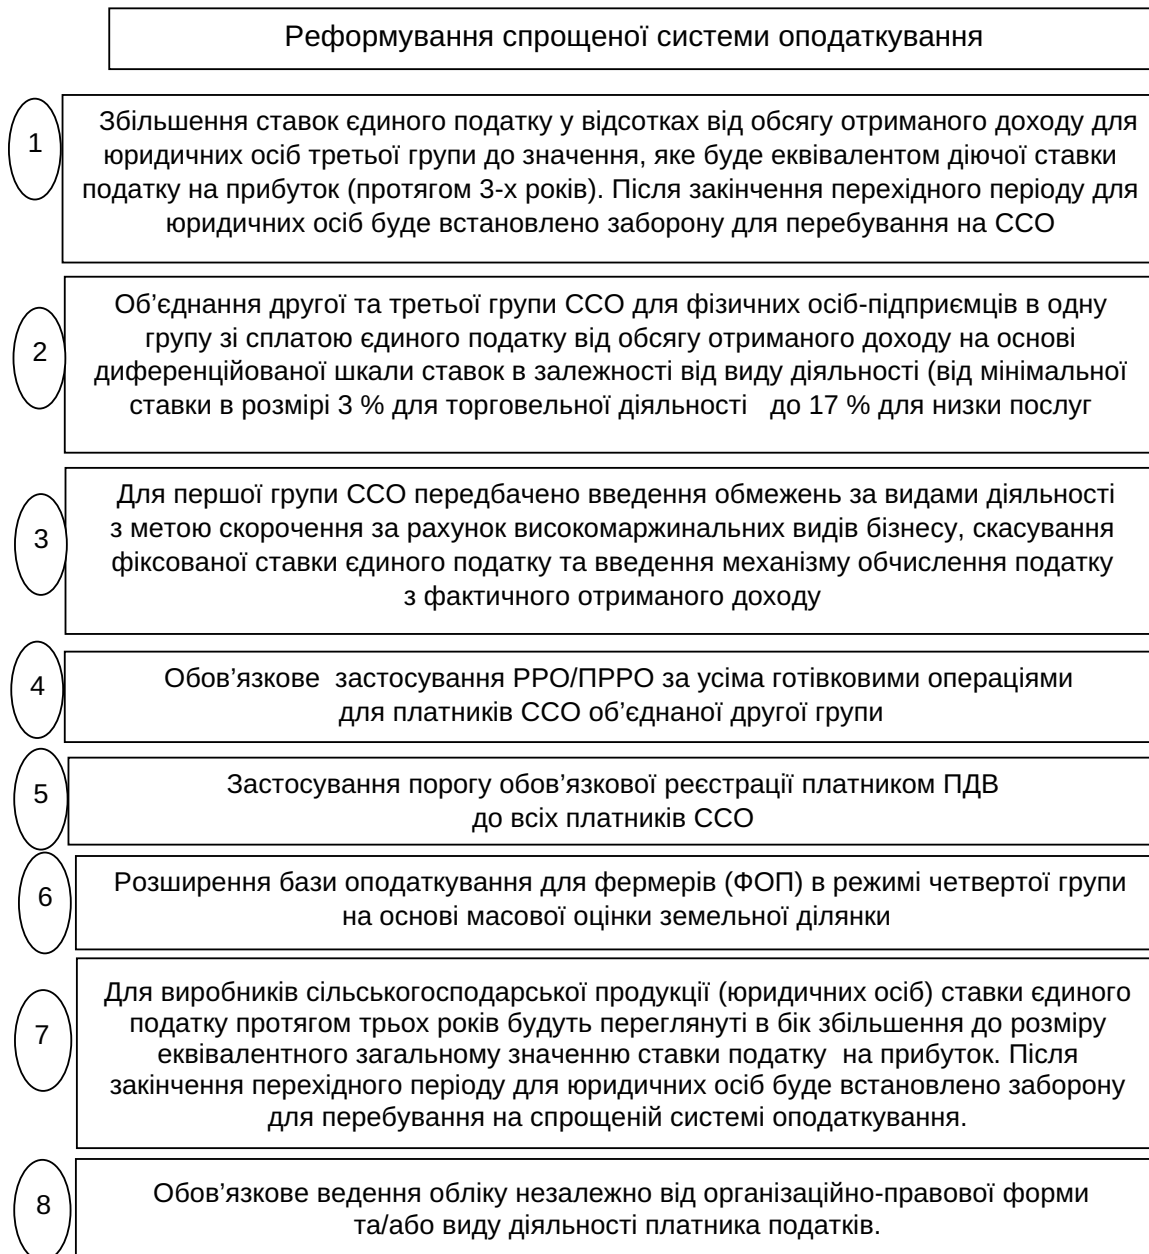 Реформування спрощеної системи оподаткування
1
Збільшення ставок єдиного податку у відсотках від обсягу отриманого доходу для
юридичних осіб третьої групи до значення, яке буде еквівалентом діючої ставки
податку на прибуток (протягом 3-х років). Після закінчення перехідного періоду для
юридичних осіб буде встановлено заборону для перебування на ССО
2
Об’єднання другої та третьої групи ССО для фізичних осіб-підприємців в одну
групу зі сплатою єдиного податку від обсягу отриманого доходу на основі
диференційованої шкали ставок в залежності від виду діяльності (від мінімальної
ставки в розмірі 3 % для торговельної діяльності до 17 % для низки послуг
3
Для першої групи ССО передбачено введення обмежень за видами діяльності
з метою скорочення за рахунок високомаржинальних видів бізнесу, скасування
фіксованої ставки єдиного податку та введення механізму обчислення податку
з фактичного отриманого доходу
4
Обов’язкове застосування РРО/ПРРО за усіма готівковими операціями
для платників ССО об’єднаної другої групи
5
Застосування порогу обов’язкової реєстрації платником ПДВ
до всіх платників ССО
6
Розширення бази оподаткування для фермерів (ФОП) в режимі четвертої групи
на основі масової оцінки земельної ділянки
7
Для виробників сільськогосподарської продукції (юридичних осіб) ставки єдиного
податку протягом трьох років будуть переглянуті в бік збільшення до розміру
еквівалентного загальному значенню ставки податку на прибуток. Після
закінчення перехідного періоду для юридичних осіб буде встановлено заборону
для перебування на спрощеній системі оподаткування.
8
Обов’язкове ведення обліку незалежно від організаційно-правової форми
та/або виду діяльності платника податків.